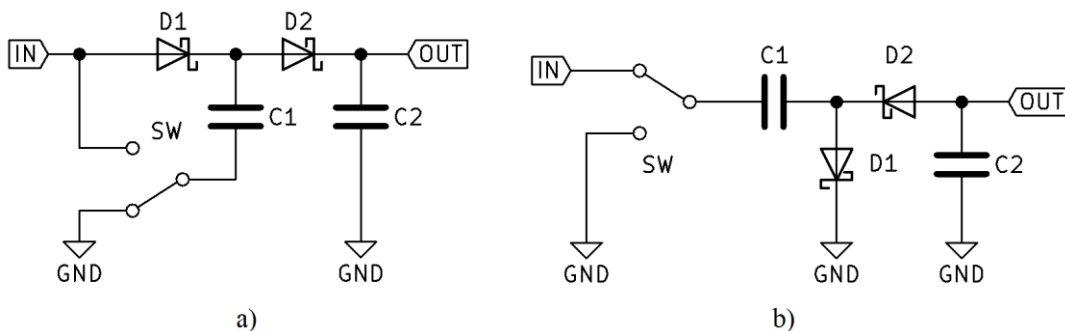 D1 D2
IN OUT
SW C1 C2
GND GND
a)
C1 D2
IN OUT
SW D1 C2
GND GND GND
b)